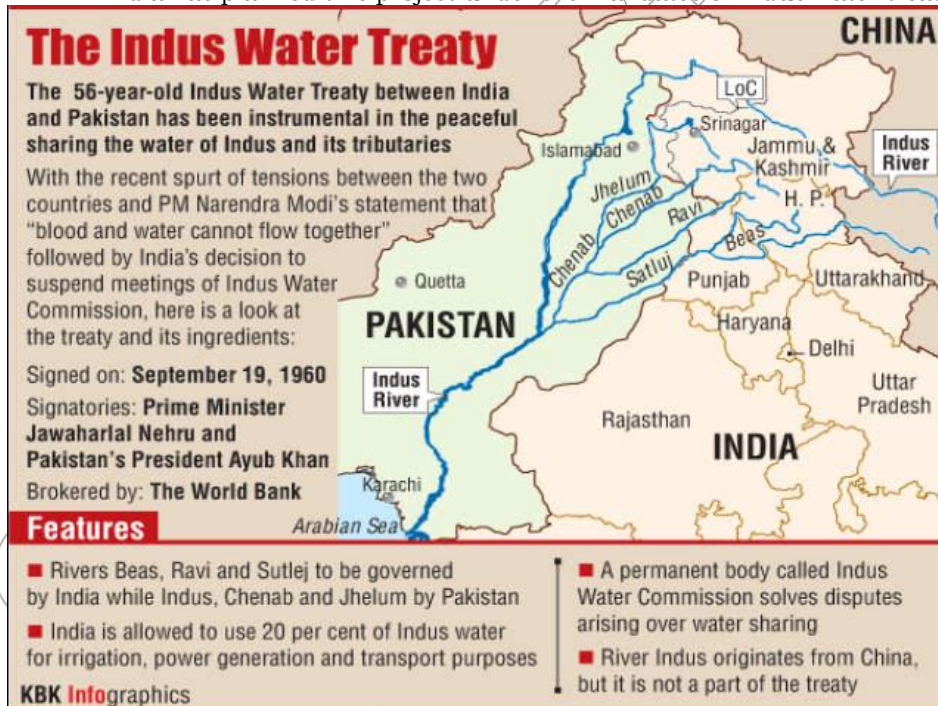 The Indus Water Treaty
The 56-year-old Indus Water Treaty between India
and Pakistan has been instrumental in the peaceful
sharing the water of Indus and its tributaries
With the recent spurt of tensions between the two
countries and PM Narendra Modi's statement that
"blood and water cannot flow together"
followed by India's decision to
suspend meetings of Indus Water
Commission, here is a look at
the treaty and its ingredients:
Signed on: September 19, 1960
Signatories: Prime Minister
Jawaharlal Nehru and
Pakistan's President Ayub Khan
Brokered by: The World Bank
CHINA
LoC
Srinagar
Islamabad
Jammu &
Kashmir
Indus
River
Jhelum
Chenab
Ravi
H. P.
Beas
Chenab
Satluj
Quetta
Punjab
Uttarakhand
PAKISTAN
Haryana
Delhi
Indus
River
Uttar
Pradesh
Rajasthan
INDIA
Karachi
Arabian Sea
Features
Rivers Beas, Ravi and Sutlej to be governed
by India while Indus, Chenab and Jhelum by Pakistan
India is allowed to use 20 per cent of Indus water
for irrigation, power generation and transport purposes
A permanent body called Indus
Water Commission solves disputes
arising over water sharing
River Indus originates from China,
but it is not a part of the treaty
KBK Infographics